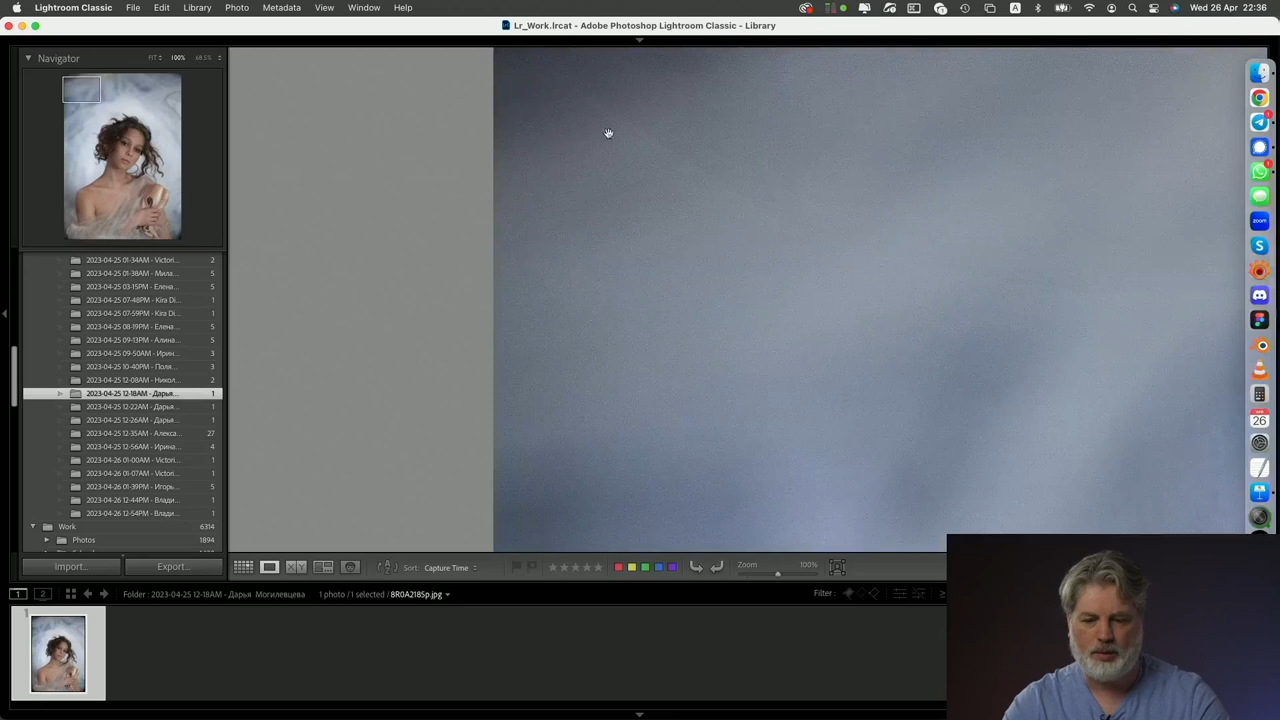 Lightroom Classic File Edit Library Photo Metadata View Window Help A Wed 26 Apr 22:36
Lr_Work.lrcat - Adobe Photoshop Lightroom Classic - Library
Navigator FIT 100% 68.5%
2023-04-25 01-34AM - Victori... 2
2023-04-25 01-38AM - Мила... 5
2023-04-25 03-15PM - Елена... 5
2023-04-25 07-48PM - Kira Di... 1
2023-04-25 07-59PM - Kira Di... 1
2023-04-25 08-19PM - Елена... 5
2023-04-25 09-13PM - Алина... 5
2023-04-25 09-50AM - Ирин... 3
2023-04-25 10-40PM - Поля... 3
2023-04-25 12-08AM - Никол... 2
2023-04-25 12-18AM - Дарья... 1
2023-04-25 12-22AM - Дарья... 1
2023-04-25 12-26AM - Дарья... 1
2023-04-25 12-35AM - Алекса... 27
2023-04-25 12-56AM - Ирина... 4
2023-04-26 01-00AM - Victori... 1
2023-04-26 01-07AM - Victori... 1
2023-04-26 01-39PM - Игорь... 5
2023-04-26 12-44PM - Влади... 1
2023-04-26 12-54PM - Влади... 1
Work 6314
Photos 1894
Import... Export...
Sort: Capture Time
Zoom 100%
1 2 Folder : 2023-04-25 12-18AM - Дарья Могилевцева 1 photo / 1 selected / 8R0A2185p.jpg
Filter :
1
zoom
26